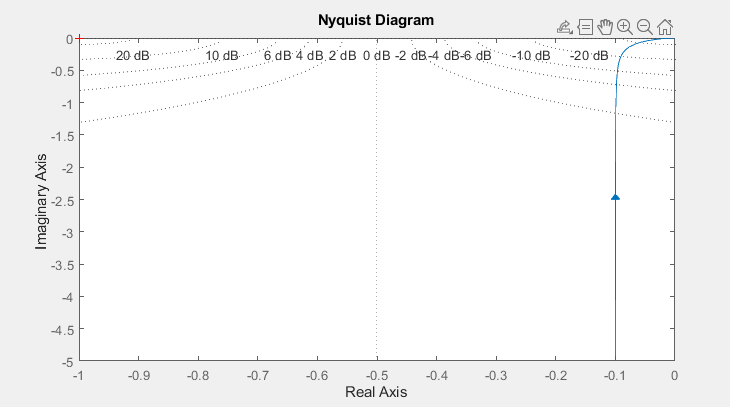 Nyquist Diagram
0
20 dB 10 dB 6 dB 4 dB 2 dB 0 dB -2 dB -4 dB -6 dB -10 dB -20 dB
-0.5
-1
-1.5
-2
-2.5
-3
-3.5
-4
-4.5
-5
Imaginary Axis
-1 -0.9 -0.8 -0.7 -0.6 -0.5 -0.4 -0.3 -0.2 -0.1 0
Real Axis